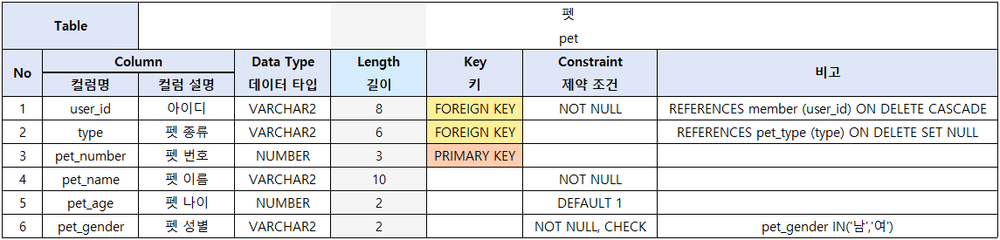 Table 펫
pet
No Column Data Type Length Key Constraint 비고
컬럼명 컬럼 설명 데이터 타입 길이 키 제약 조건
1 user_id 아이디 VARCHAR2 8 FOREIGN KEY NOT NULL REFERENCES member (user_id) ON DELETE CASCADE
2 type 펫 종류 VARCHAR2 6 FOREIGN KEY REFERENCES pet_type (type) ON DELETE SET NULL
3 pet_number 펫 번호 NUMBER 3 PRIMARY KEY
4 pet_name 펫 이름 VARCHAR2 10 NOT NULL
5 pet_age 펫 나이 NUMBER 2 DEFAULT 1
6 pet_gender 펫 성별 VARCHAR2 2 NOT NULL, CHECK pet_gender IN('남','여')